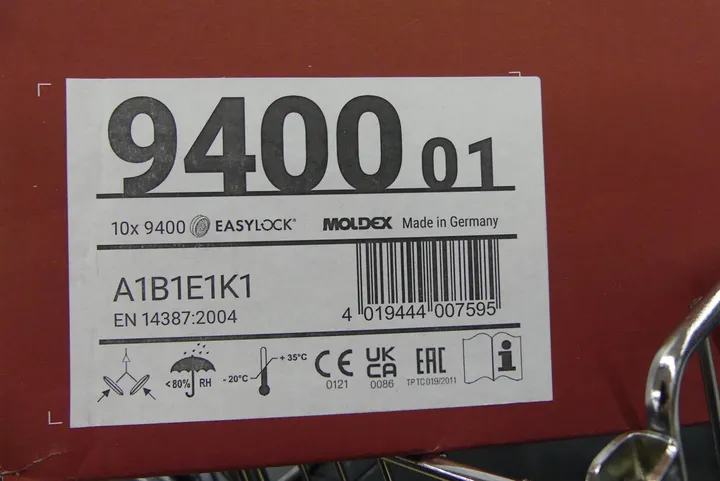 9400 01
10x 9400 EASYLOCK® MOLDEX Made in Germany
A1B1E1K1
EN 14387:2004
4 019444 007595
<80% RH
- 20°C
+ 35°C
CE
0121
UK
CA
0086
EAC
TP TC 019/2011
i